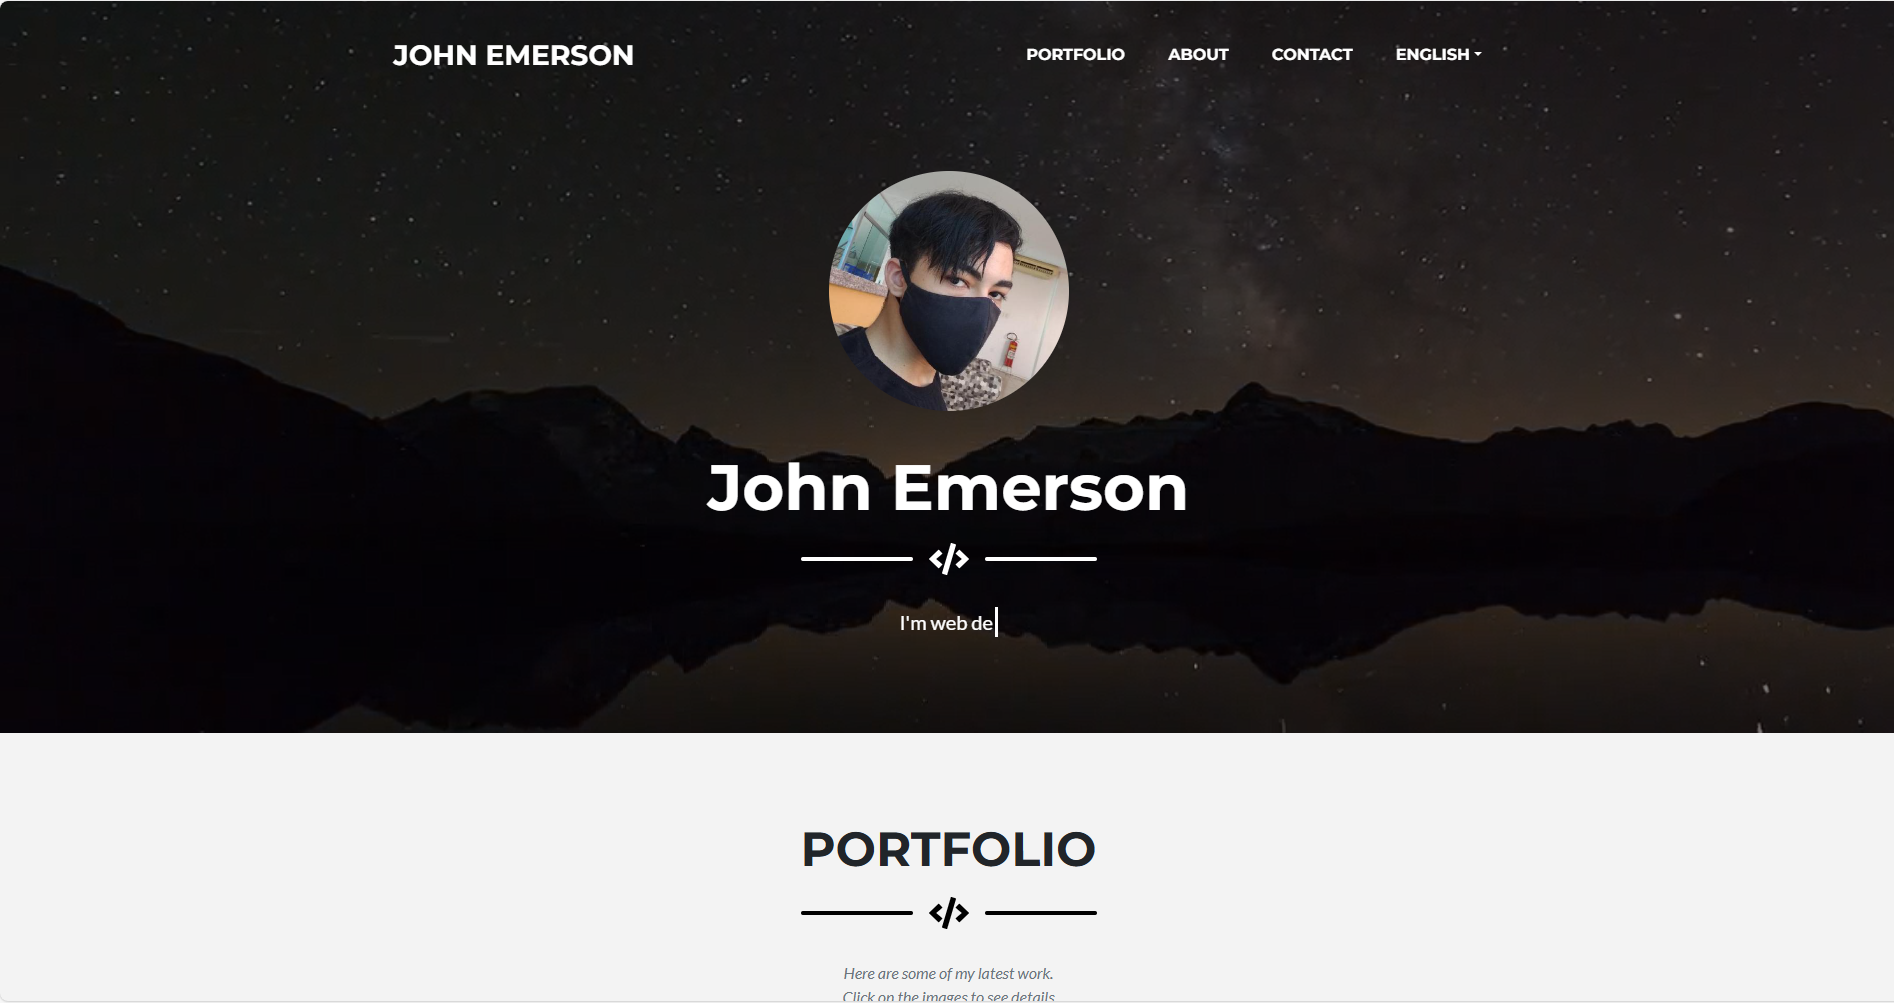 JOHN EMERSON
PORTFOLIO
ABOUT
CONTACT
ENGLISH
John Emerson
</>
I'm web de
PORTFOLIO
</>
Here are some of my latest work.
Click on the images to see details